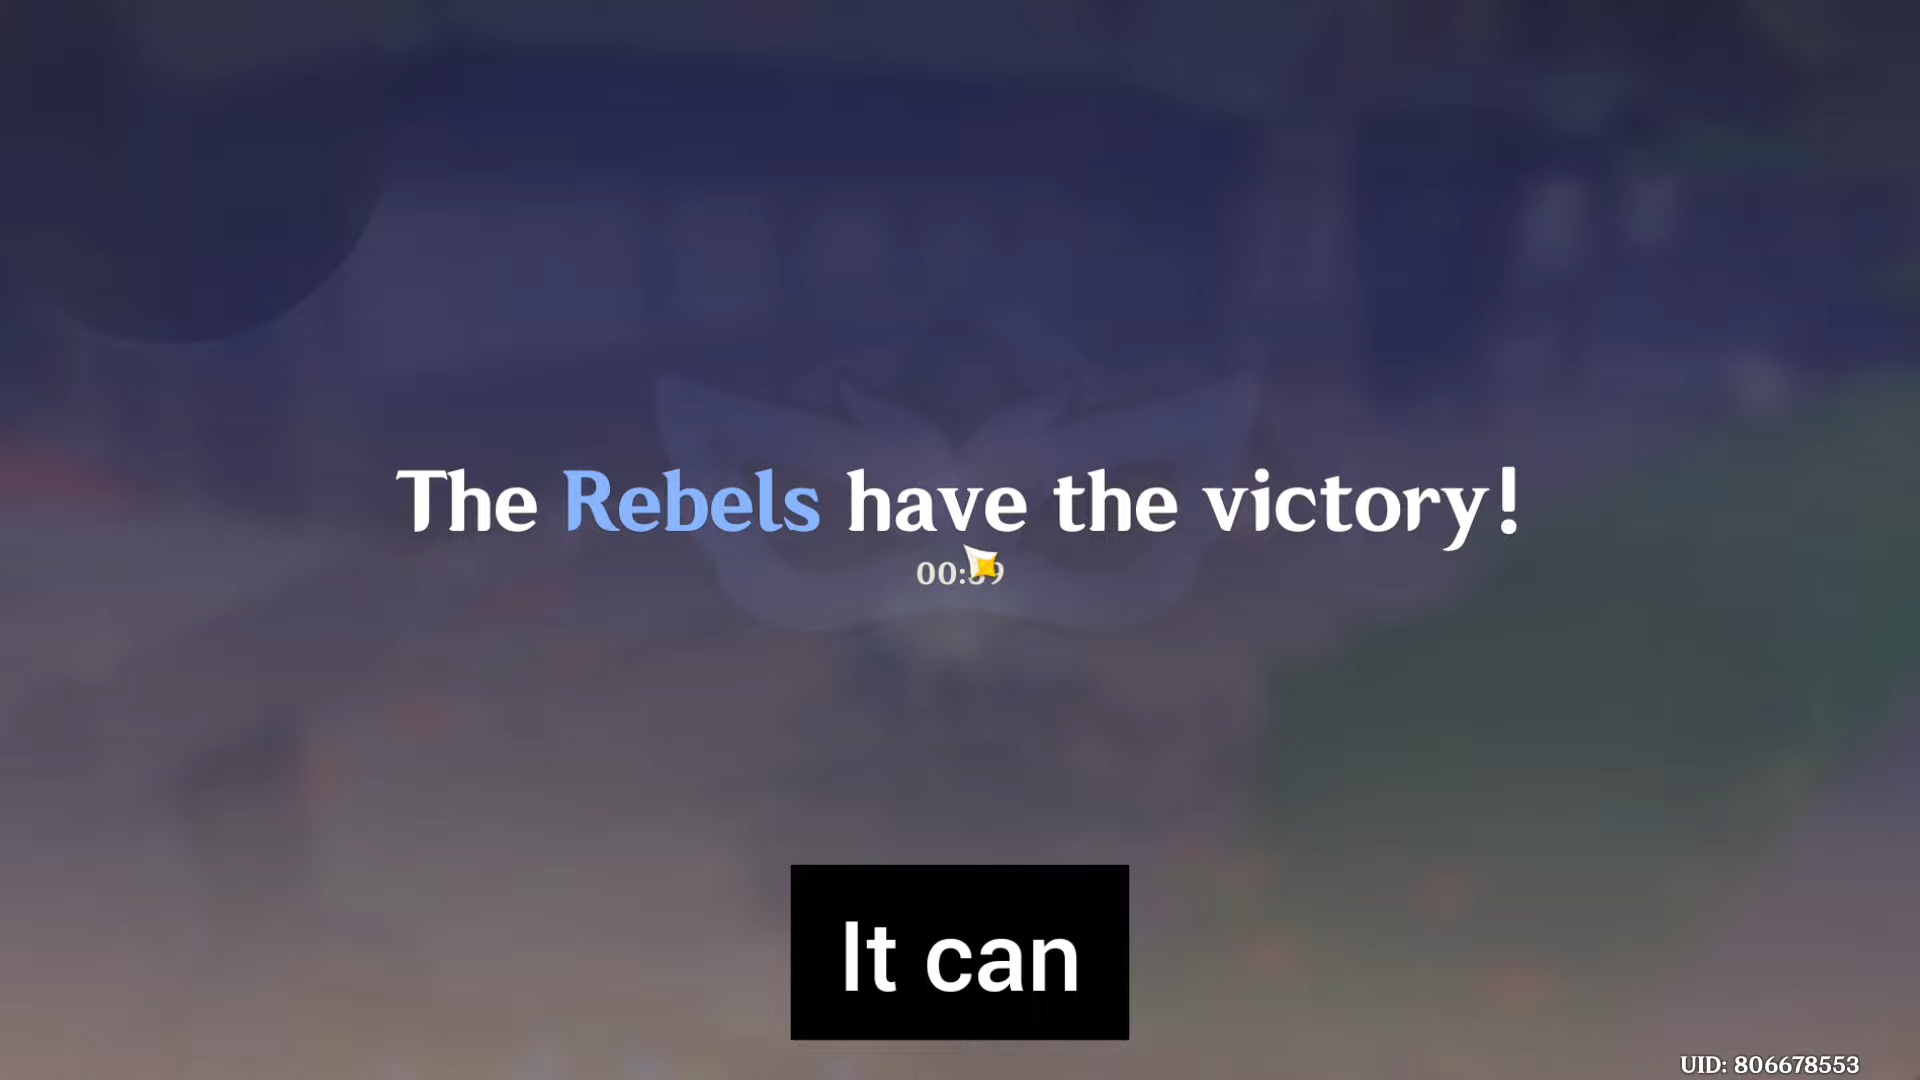 The Rebels have the victory!
It can
UID: 806678553